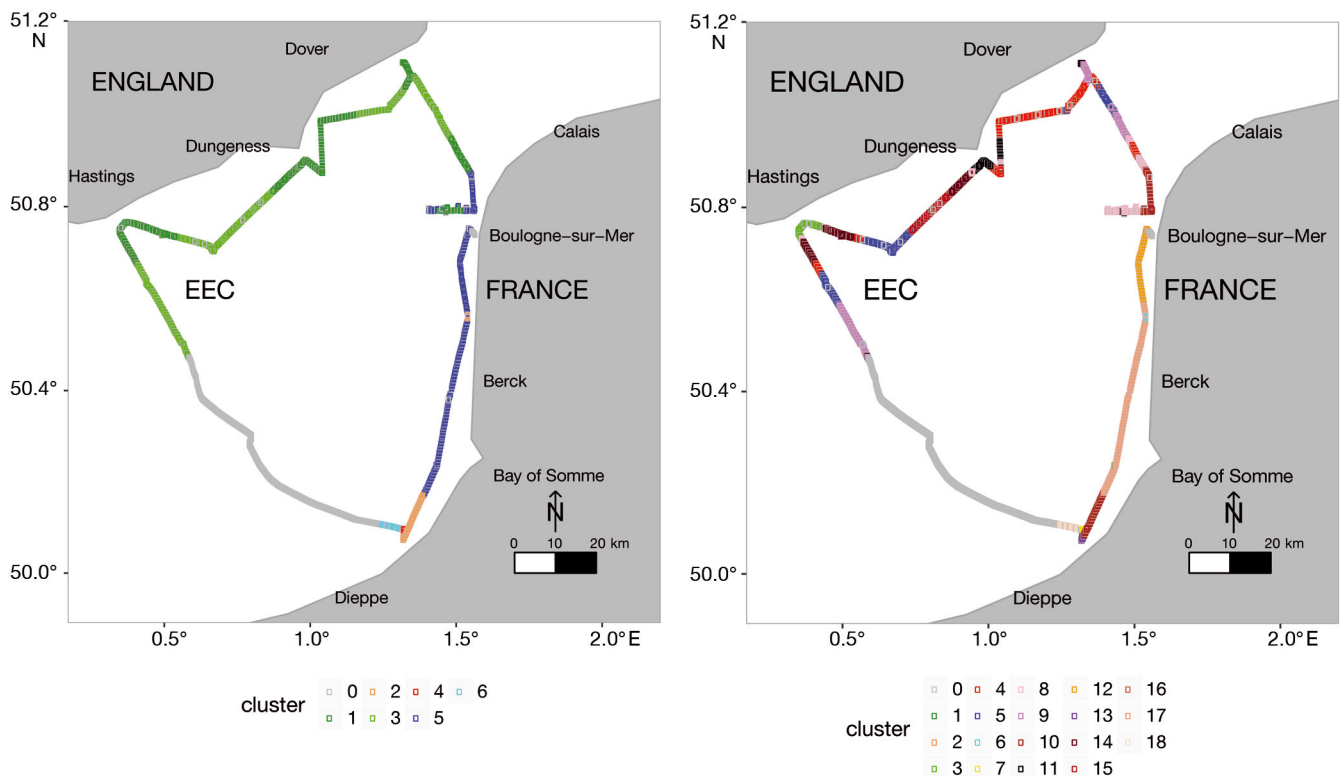 51.2°
N
Dover
ENGLAND
Calais
Dungeness
Hastings
50.8°
Boulogne–sur–Mer
EEC
FRANCE
50.4°
Berck
Bay of Somme
N
0 10 20 km
50.0°
Dieppe
0.5° 1.0° 1.5° 2.0° E
cluster
0 2 4 6
1 3 5
51.2°
N
Dover
ENGLAND
Calais
Dungeness
Hastings
50.8°
Boulogne–sur–Mer
EEC
FRANCE
50.4°
Berck
Bay of Somme
N
0 10 20 km
50.0°
Dieppe
0.5° 1.0° 1.5° 2.0° E
cluster
0 4 8 12 16
1 5 9 13 17
2 6 10 14 18
3 7 11 15